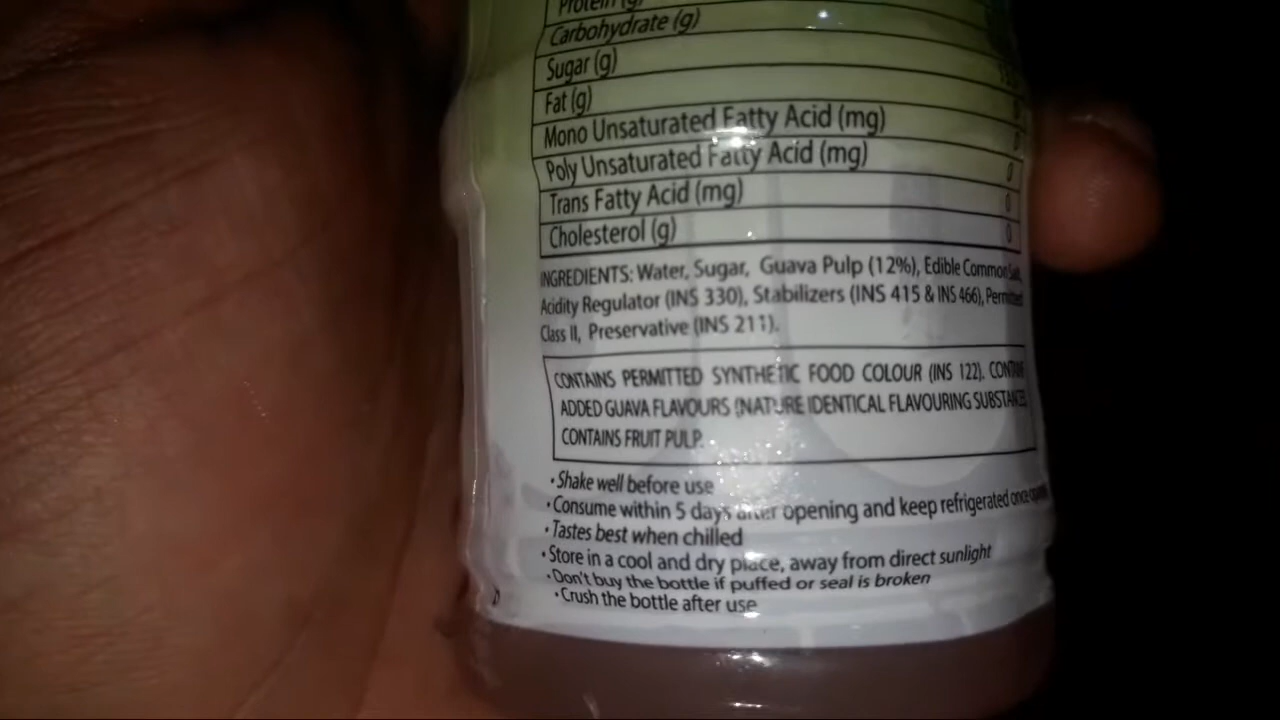 Protein (g)
Carbohydrate (g)
Sugar (g)
Fat (g)
Mono Unsaturated Fatty Acid (mg) 0
Poly Unsaturated Fatty Acid (mg) 0
Trans Fatty Acid (mg) 0
Cholesterol (g) 0
INGREDIENTS: Water, Sugar, Guava Pulp (12%), Edible Common Salt,
Acidity Regulator (INS 330), Stabilizers (INS 415 & INS 466), Permitted
Class II, Preservative (INS 211).
CONTAINS PERMITTED SYNTHETIC FOOD COLOUR (INS 122). CONTAINS
ADDED GUAVA FLAVOURS (NATURE IDENTICAL FLAVOURING SUBSTANCES
CONTAINS FRUIT PULP.
• Shake well before use
• Consume within 5 days after opening and keep refrigerated once
• Tastes best when chilled
• Store in a cool and dry place, away from direct sunlight
• Don't buy the bottle if puffed or seal is broken
• Crush the bottle after use